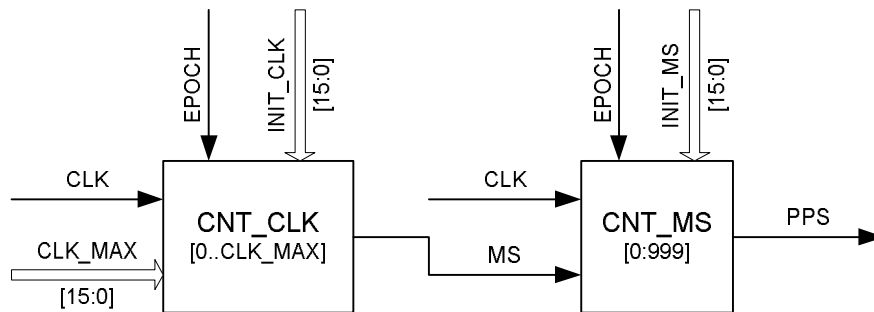 EPOCH
INIT_CLK
[15:0]
EPOCH
INIT_MS
[15:0]
CLK
CLK_MAX
[15:0]
CNT_CLK
[0..CLK_MAX]
CLK
MS
CNT_MS
[0:999]
PPS